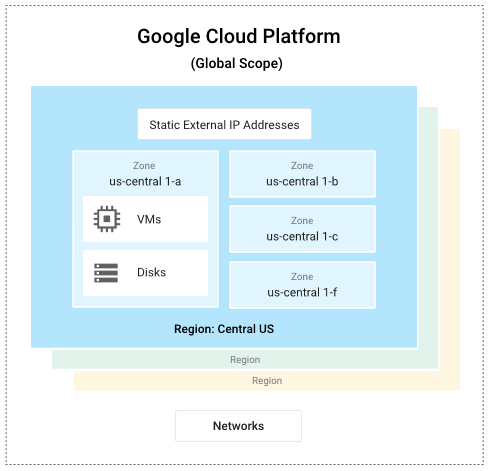 Google Cloud Platform
(Global Scope)
Static External IP Addresses
Zone
us-central 1-a
VMs
Disks
Zone
us-central 1-b
Zone
us-central 1-c
Zone
us-central 1-f
Region: Central US
Region
Region
Networks